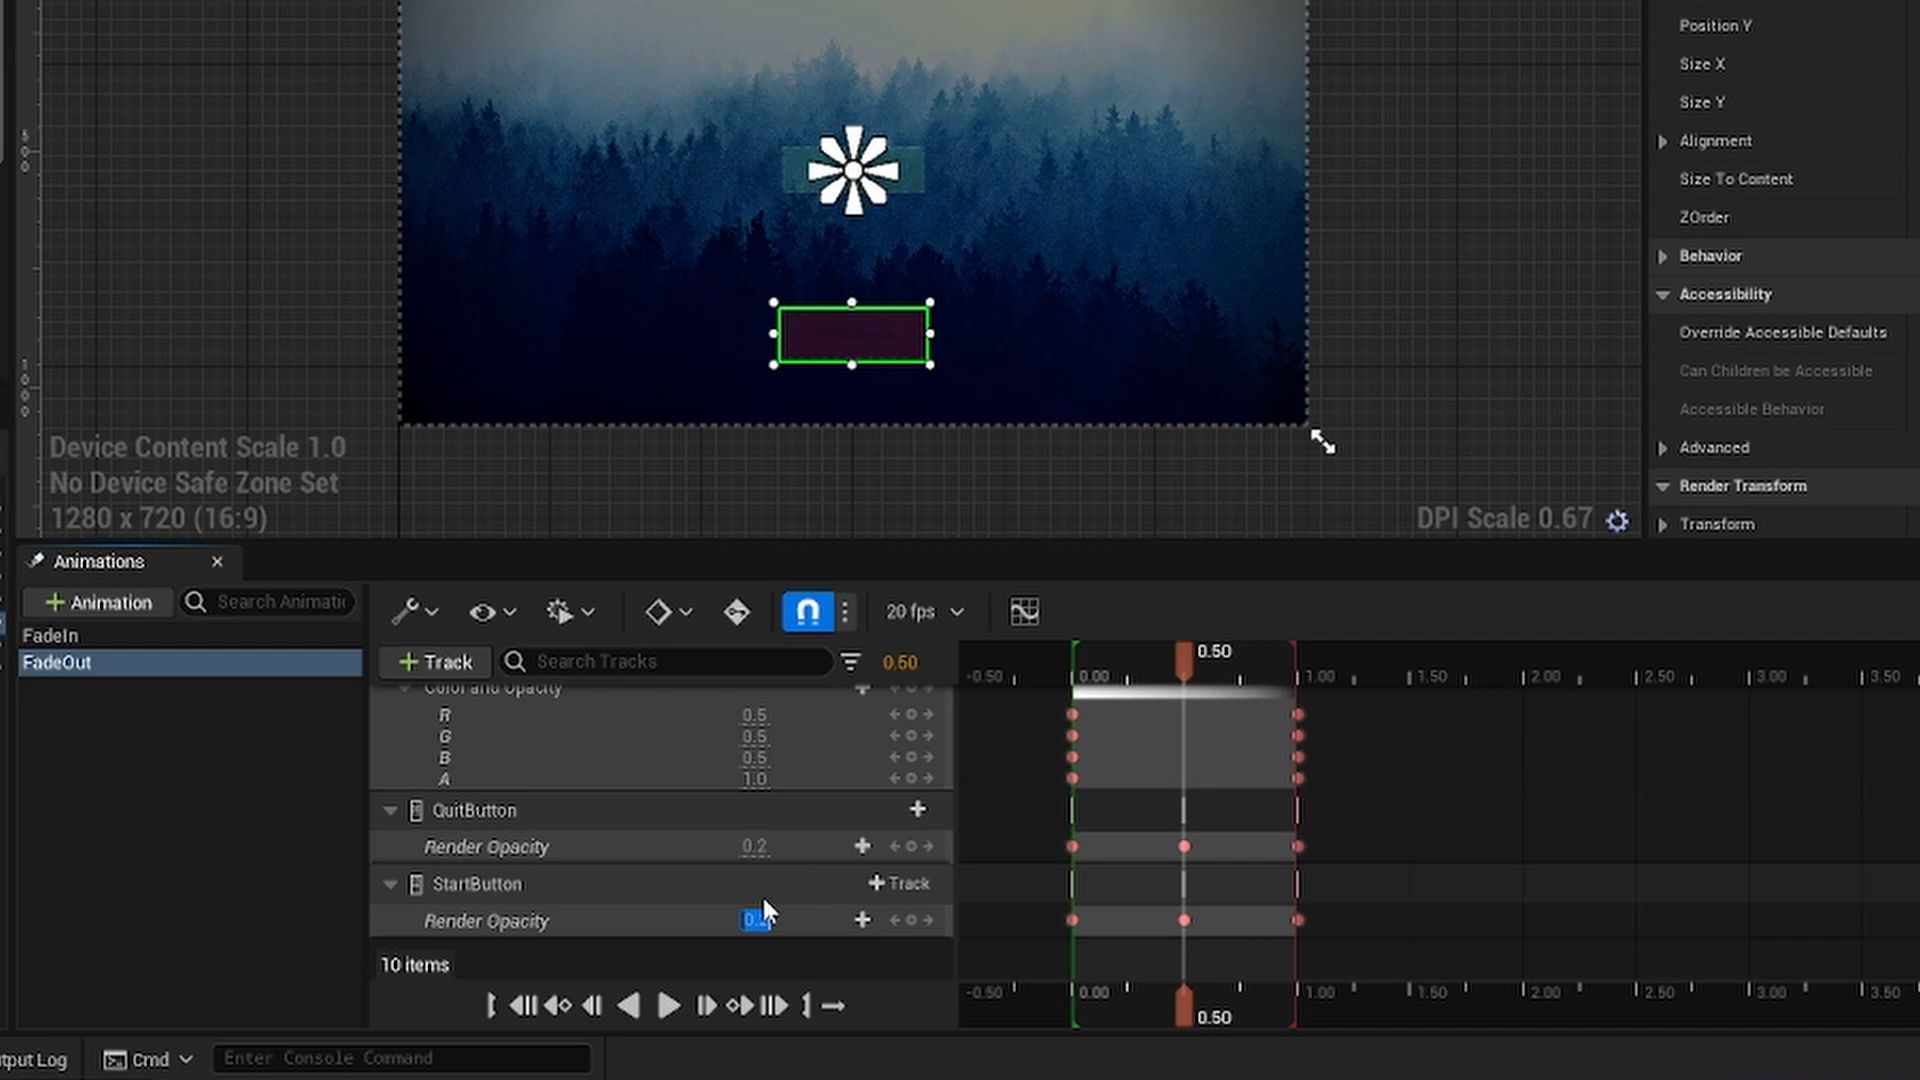 Position Y
Size X
Size Y
Alignment
Size To Content
ZOrder
Behavior
Accessibility
Override Accessible Defaults
Can Children be Accessible
Accessible Behavior
Advanced
Render Transform
Transform
Device Content Scale 1.0
No Device Safe Zone Set
1280 x 720 (16:9)
DPI Scale 0.67
Animations
Animation
Search Animatic
FadeIn
FadeOut
20 fps
Track
Search Tracks
0.50
0.50
-0.50 0.00 1.00 1.50 2.00 2.50 3.00 3.50
Color and Opacity
R 0.5
G 0.5
B 0.5
A 1.0
QuitButton
Render Opacity 0.2
StartButton Track
Render Opacity
10 items
-0.50 0.00 1.00 1.50 2.00 2.50 3.00 3.50
0.50
tput Log
Cmd
Enter Console Command